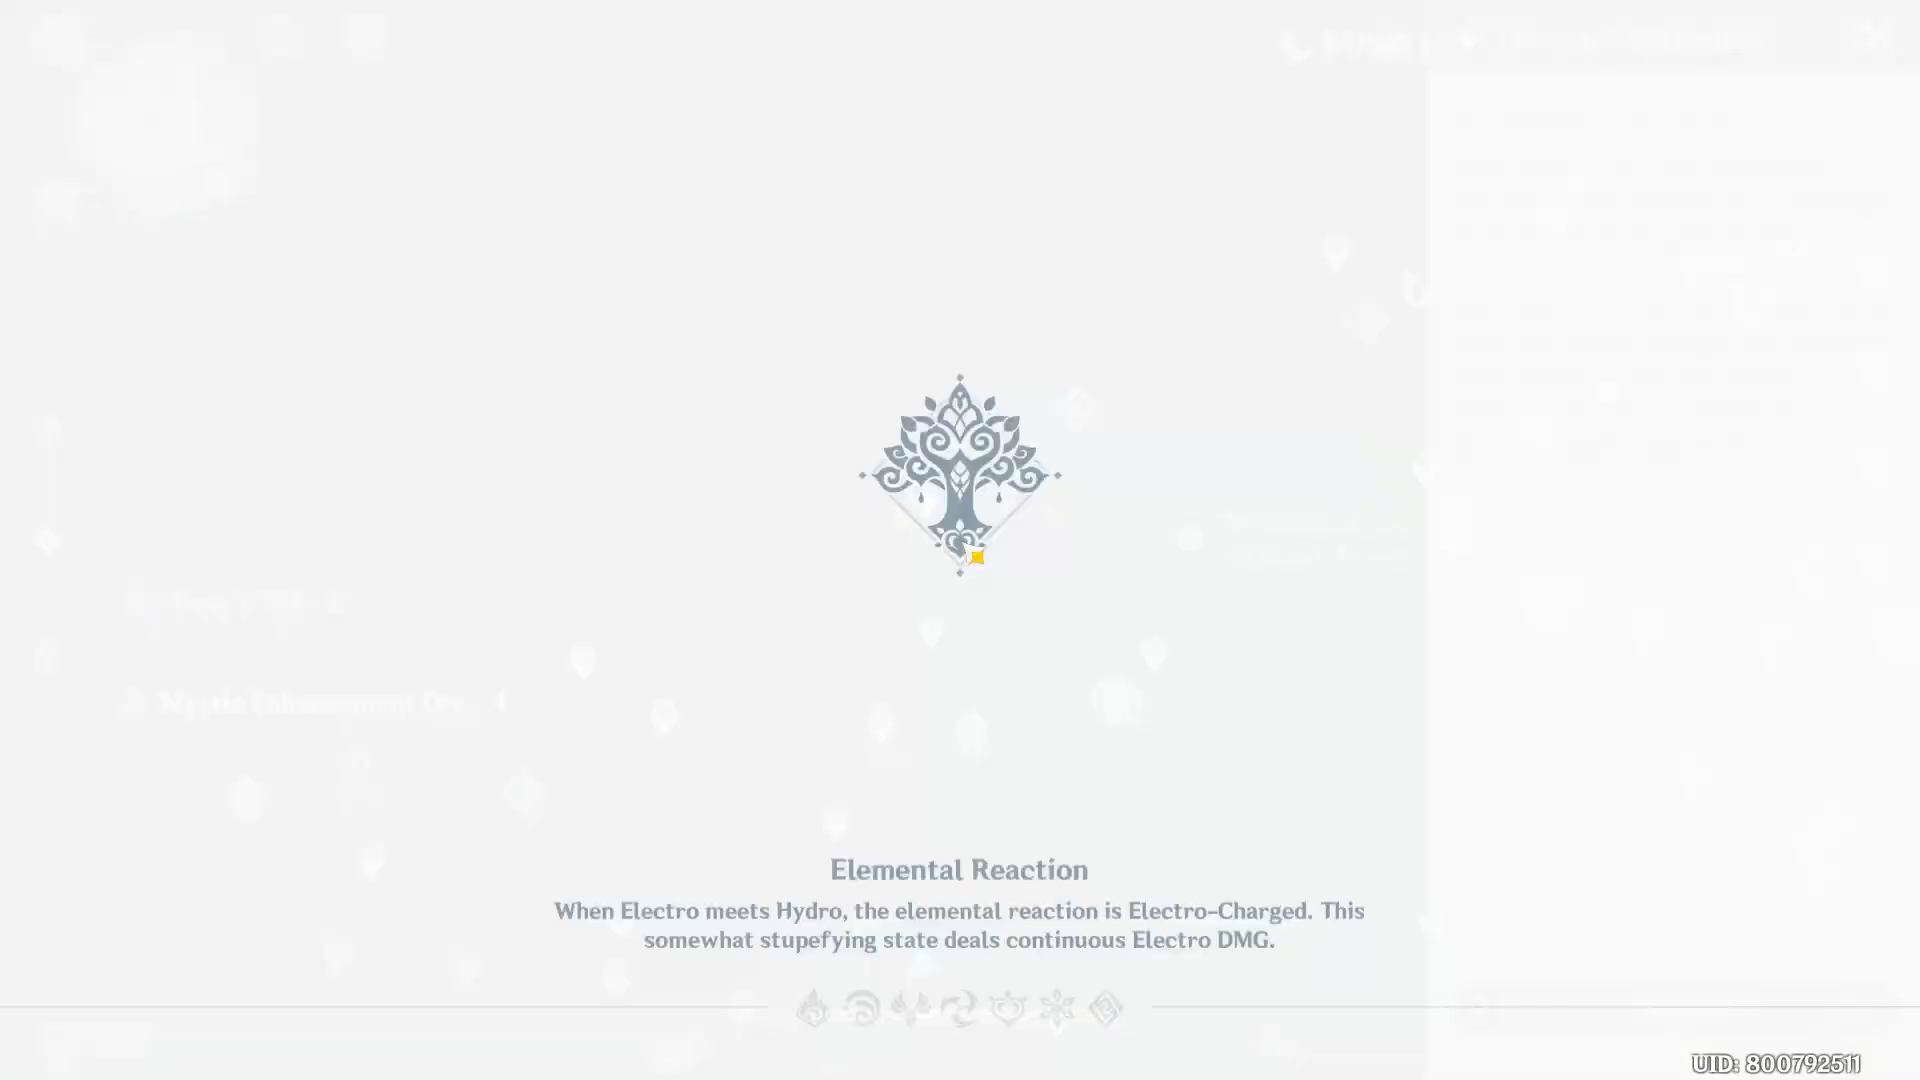 Elemental Reaction
When Electro meets Hydro, the elemental reaction is Electro-Charged. This
somewhat stupefying state deals continuous Electro DMG.
UID: 800792511